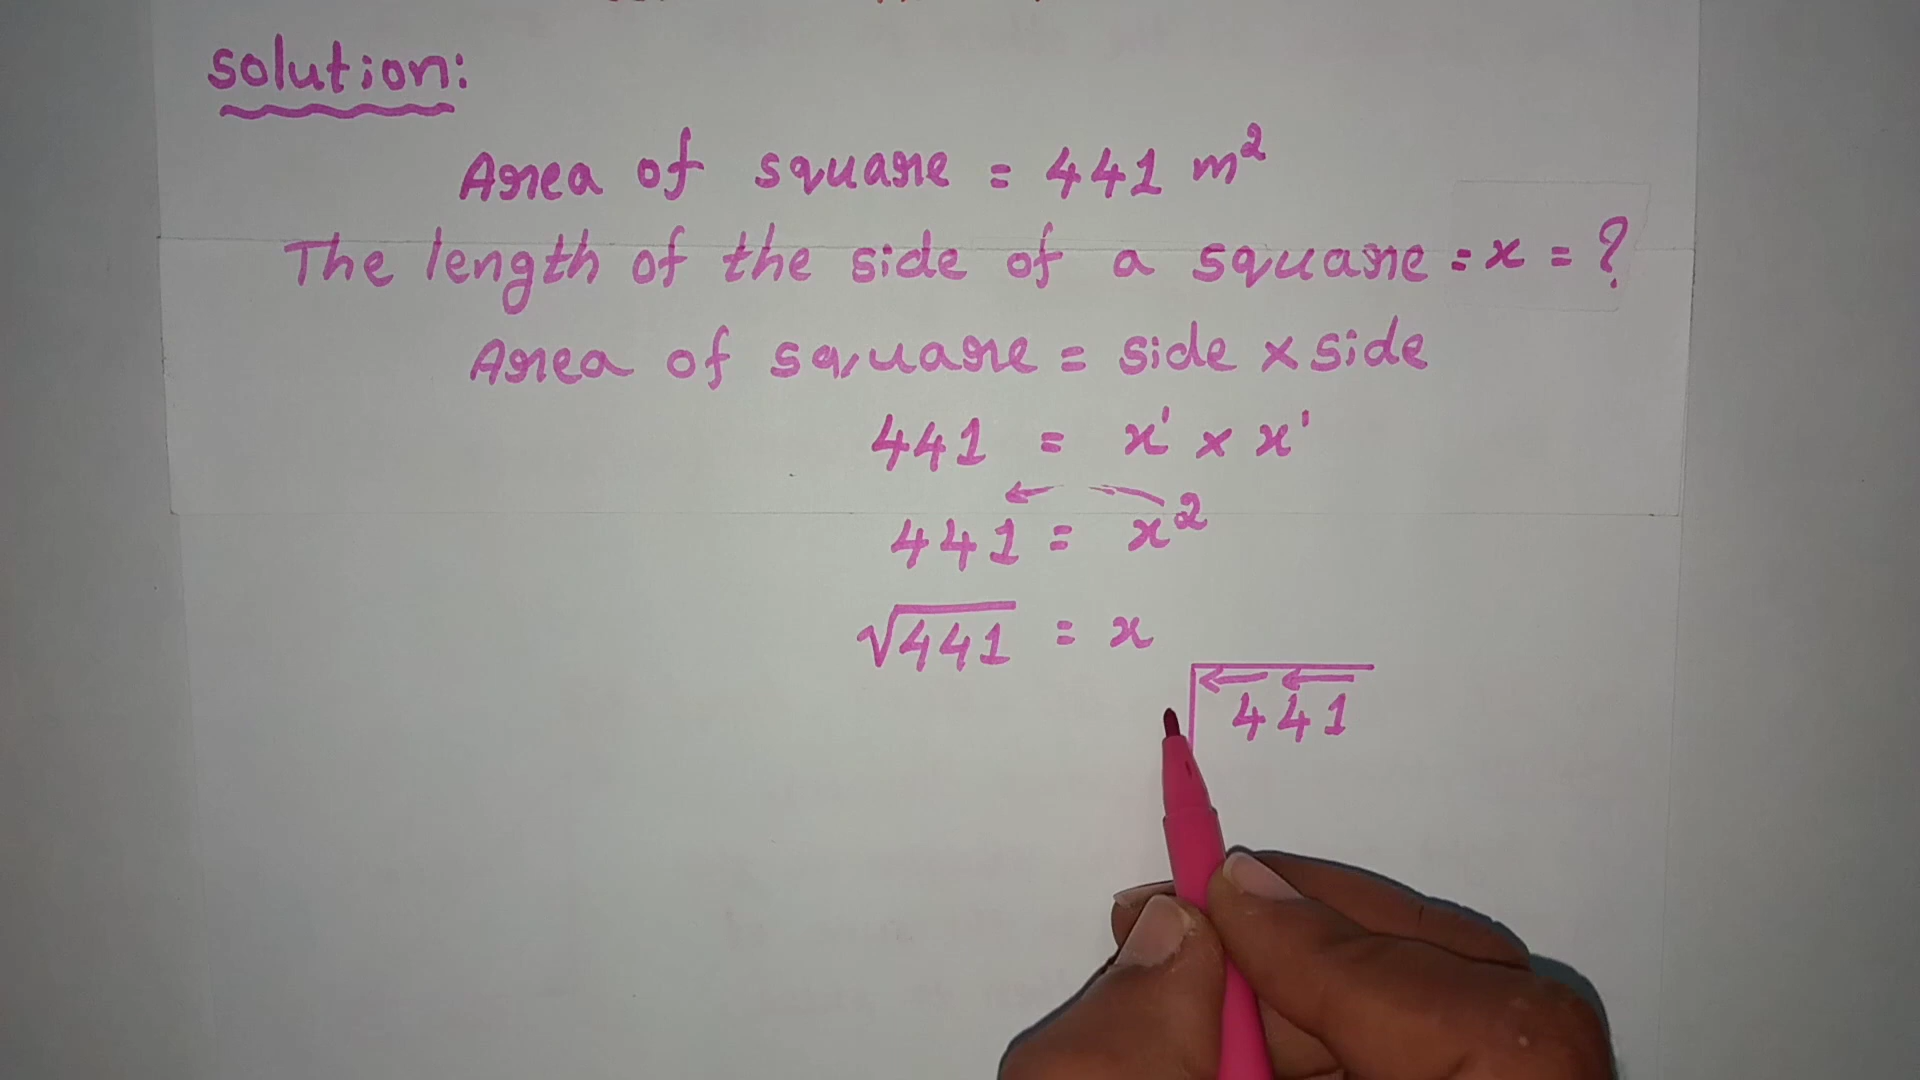 Solution:
Area of square = 441 m²
The length of the side of a square = x = ?
Area of square = side x side
441 = x¹ x x¹
441 = x²
√441 = x
441